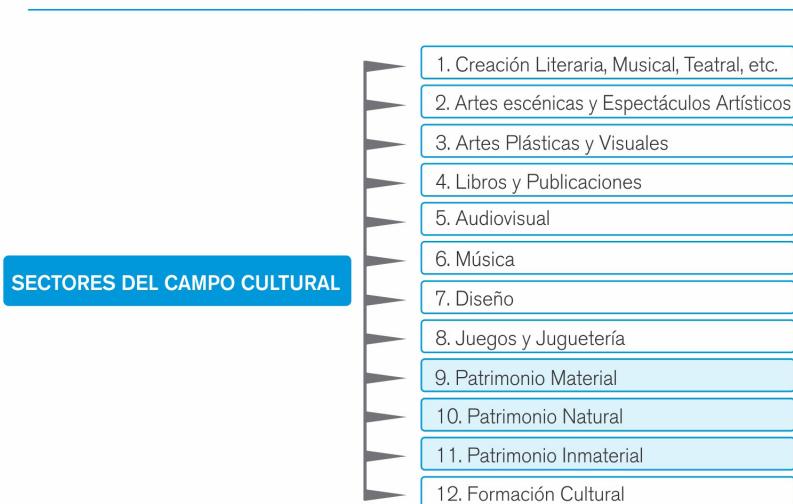 SECTORES DEL CAMPO CULTURAL
1. Creación Literaria, Musical, Teatral, etc.
2. Artes escénicas y Espectáculos Artísticos
3. Artes Plásticas y Visuales
4. Libros y Publicaciones
5. Audiovisual
6. Música
7. Diseño
8. Juegos y Juguetería
9. Patrimonio Material
10. Patrimonio Natural
11. Patrimonio Inmaterial
12. Formación Cultural